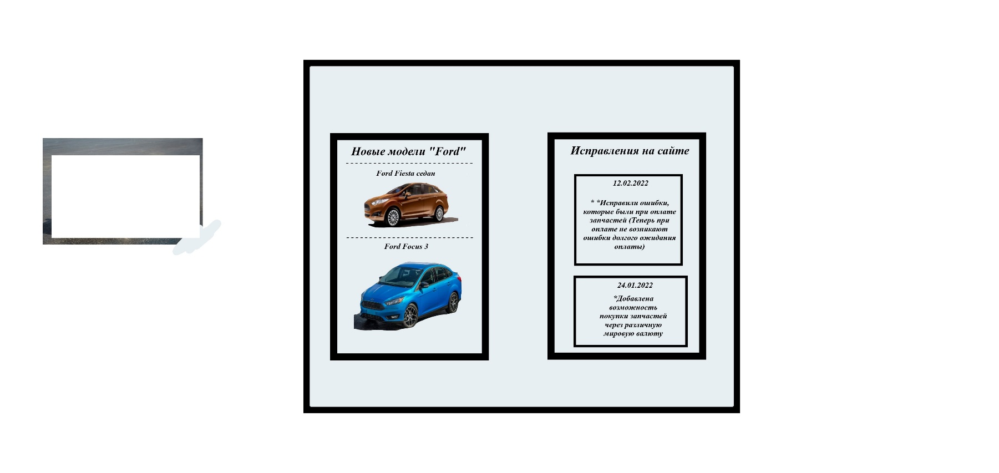 Новые модели "Ford"
Ford Fiesta седан
Ford Focus 3
Исправления на сайте
12.02.2022
* *Исправили ошибки,
которые были при оплате
запчастей (Теперь при
оплате не возникают
ошибки долгого ожидания
оплаты)
24.01.2022
*Добавлена
возможность
покупки запчастей
через различную
мировую валюту